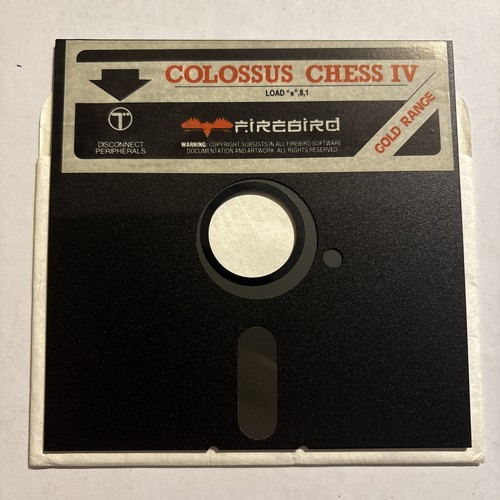 COLOSSUS CHESS IV
LOAD "*",8,1
FIREBIRD
GOLD RANGE
DISCONNECT
PERIPHERALS
WARNING: COPYRIGHT SUBSISTS IN ALL FIREBIRD SOFTWARE
DOCUMENTATION AND ARTWORK. ALL RIGHTS RESERVED